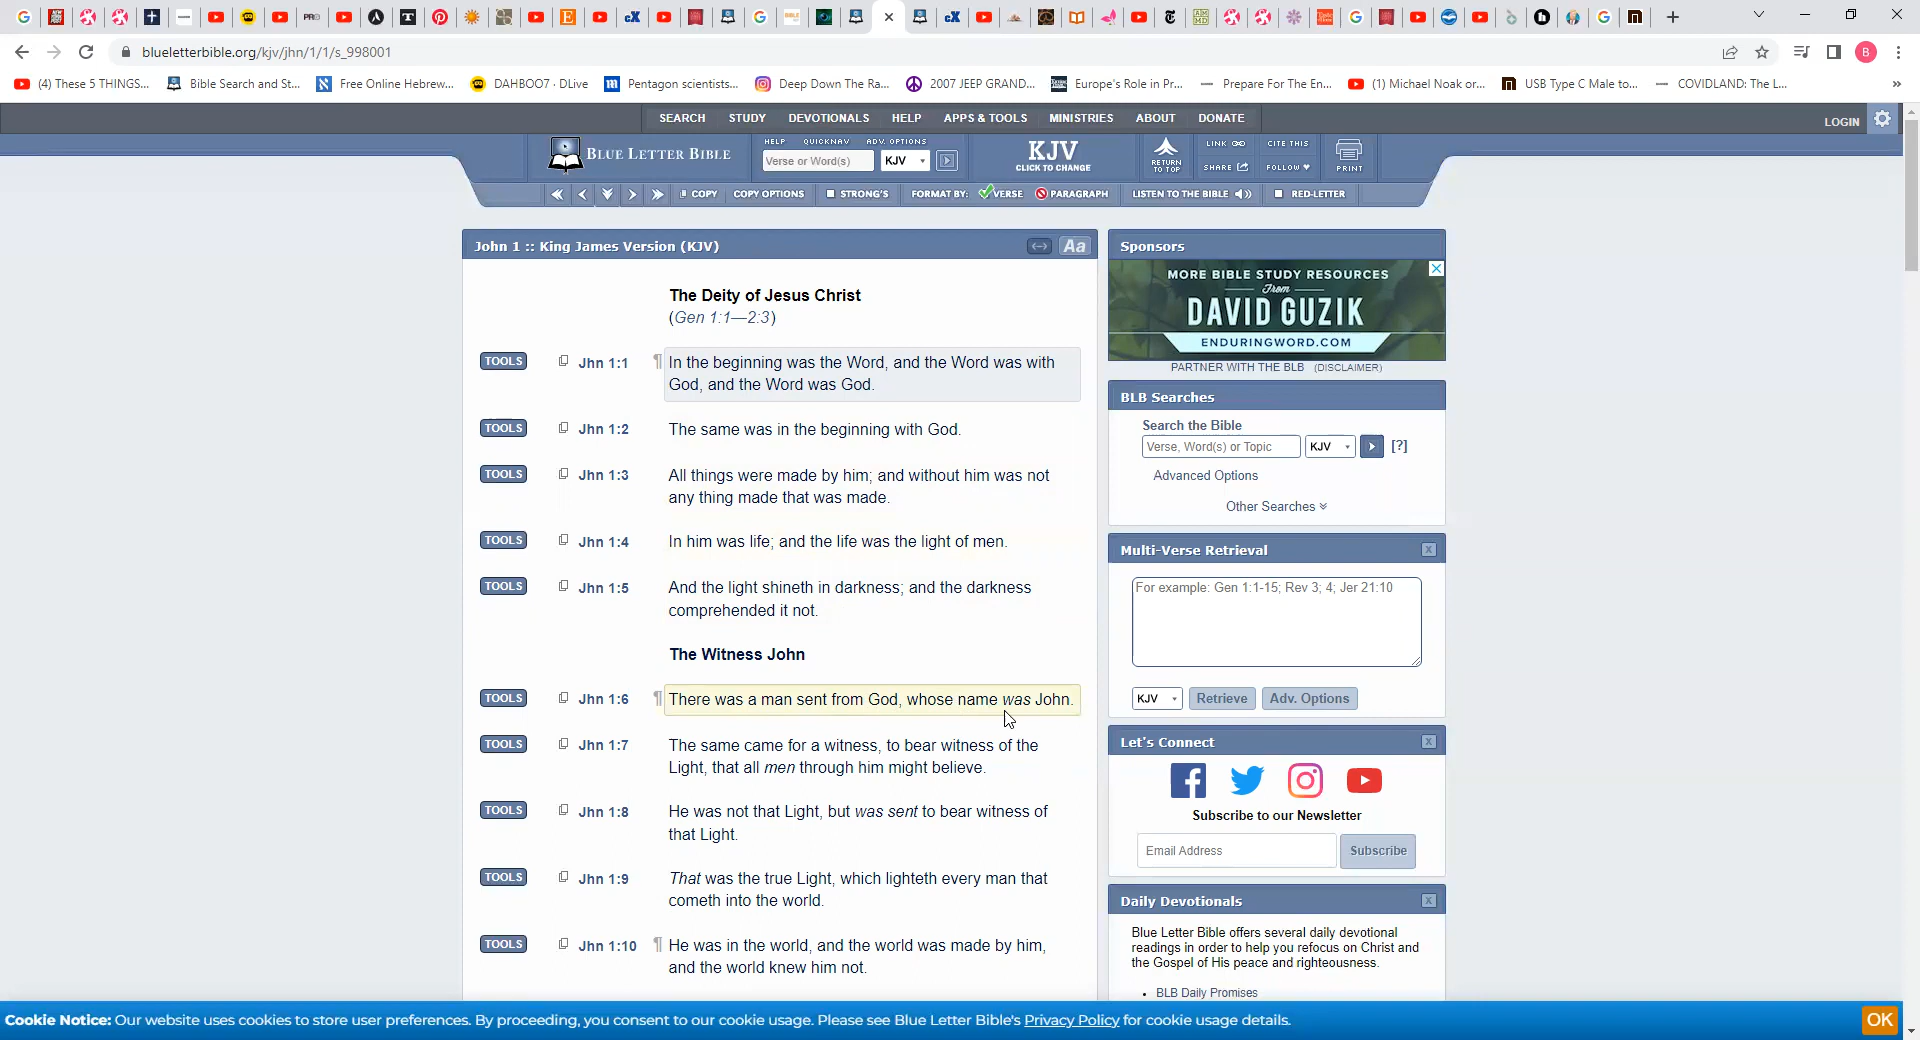 blueletterbible.org/kjv/jhn/1/1/s_998001
B
(4) These 5 THINGS...
Bible Search and St...
Free Online Hebrew...
DAHBOO7 · DLive
Pentagon scientists...
Deep Down The Ra...
2007 JEEP GRAND...
Europe's Role in Pr...
Prepare For The En...
(1) Michael Noak or...
USB Type C Male to...
COVIDLAND: The L...
SEARCH STUDY DEVOTIONALS HELP APPS & TOOLS MINISTRIES ABOUT DONATE
LOGIN
BLUE LETTER BIBLE
HELP QUICKNAV ADV. OPTIONS
Verse or Word(s) KJV
KJV
CLICK TO CHANGE
RETURN
TO TOP
LINK CITE THIS
SHARE FOLLOW
PRINT
COPY COPY OPTIONS STRONG'S FORMAT BY: VERSE PARAGRAPH LISTEN TO THE BIBLE RED-LETTER
John 1 :: King James Version (KJV)
Aa
The Deity of Jesus Christ
(Gen 1:1—2:3)
TOOLS Jhn 1:1 ¶ In the beginning was the Word, and the Word was with
God, and the Word was God.
TOOLS Jhn 1:2 The same was in the beginning with God.
TOOLS Jhn 1:3 All things were made by him; and without him was not
any thing made that was made.
TOOLS Jhn 1:4 In him was life; and the life was the light of men.
TOOLS Jhn 1:5 And the light shineth in darkness; and the darkness
comprehended it not.
The Witness John
TOOLS Jhn 1:6 ¶ There was a man sent from God, whose name was John.
TOOLS Jhn 1:7 The same came for a witness, to bear witness of the
Light, that all men through him might believe.
TOOLS Jhn 1:8 He was not that Light, but was sent to bear witness of
that Light.
TOOLS Jhn 1:9 That was the true Light, which lighteth every man that
cometh into the world.
TOOLS Jhn 1:10 ¶ He was in the world, and the world was made by him,
and the world knew him not.
Sponsors
MORE BIBLE STUDY RESOURCES
From
DAVID GUZIK
ENDURINGWORD.COM
PARTNER WITH THE BLB (DISCLAIMER)
BLB Searches
Search the Bible
Verse, Word(s) or Topic KJV [?]
Advanced Options
Other Searches
Multi-Verse Retrieval
For example: Gen 1:1-15; Rev 3; 4; Jer 21:10
KJV Retrieve Adv. Options
Let's Connect
Subscribe to our Newsletter
Email Address Subscribe
Daily Devotionals
Blue Letter Bible offers several daily devotional
readings in order to help you refocus on Christ and
the Gospel of His peace and righteousness.
• BLB Daily Promises
Cookie Notice: Our website uses cookies to store user preferences. By proceeding, you consent to our cookie usage. Please see Blue Letter Bible's Privacy Policy for cookie usage details.
OK